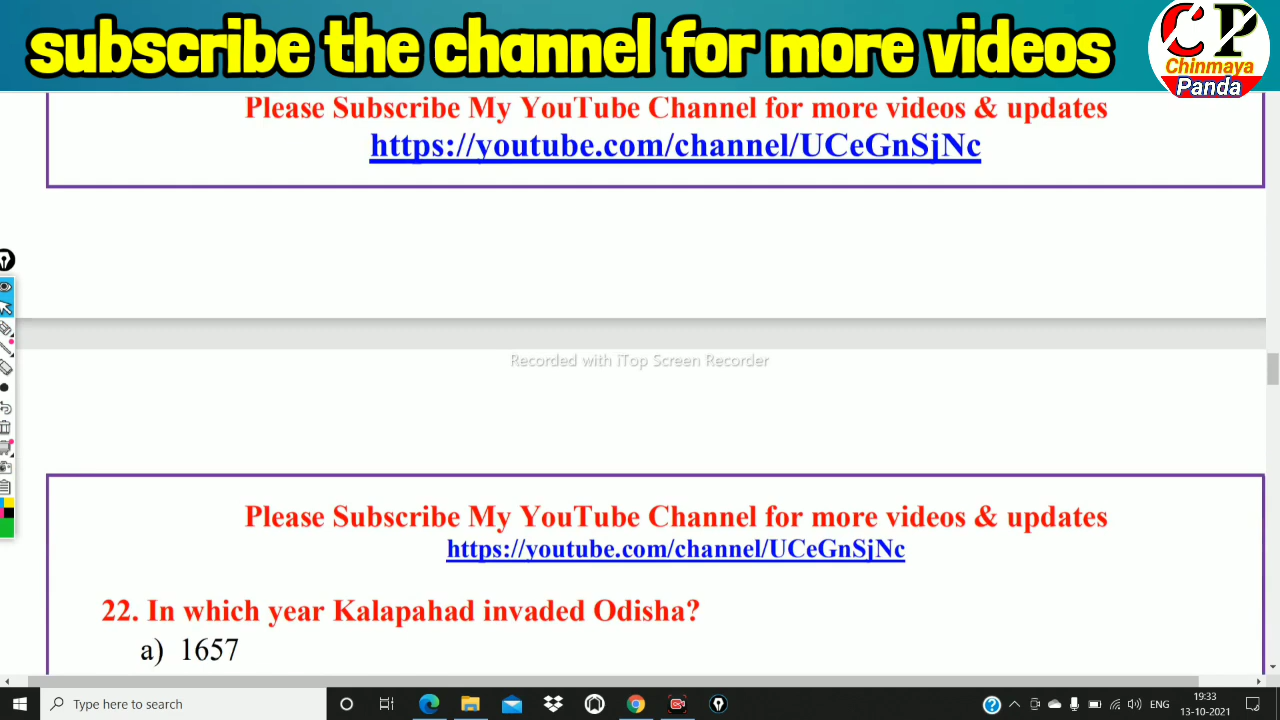 subscribe the channel for more videos
CP
Chinmaya
Panda
Please Subscribe My YouTube Channel for more videos & updates
https://youtube.com/channel/UCeGnSjNc
Recorded with iTop Screen Recorder
Please Subscribe My YouTube Channel for more videos & updates
https://youtube.com/channel/UCeGnSjNc
22. In which year Kalapahad invaded Odisha?
a) 1657
Type here to search
ENG
19:33
13-10-2021